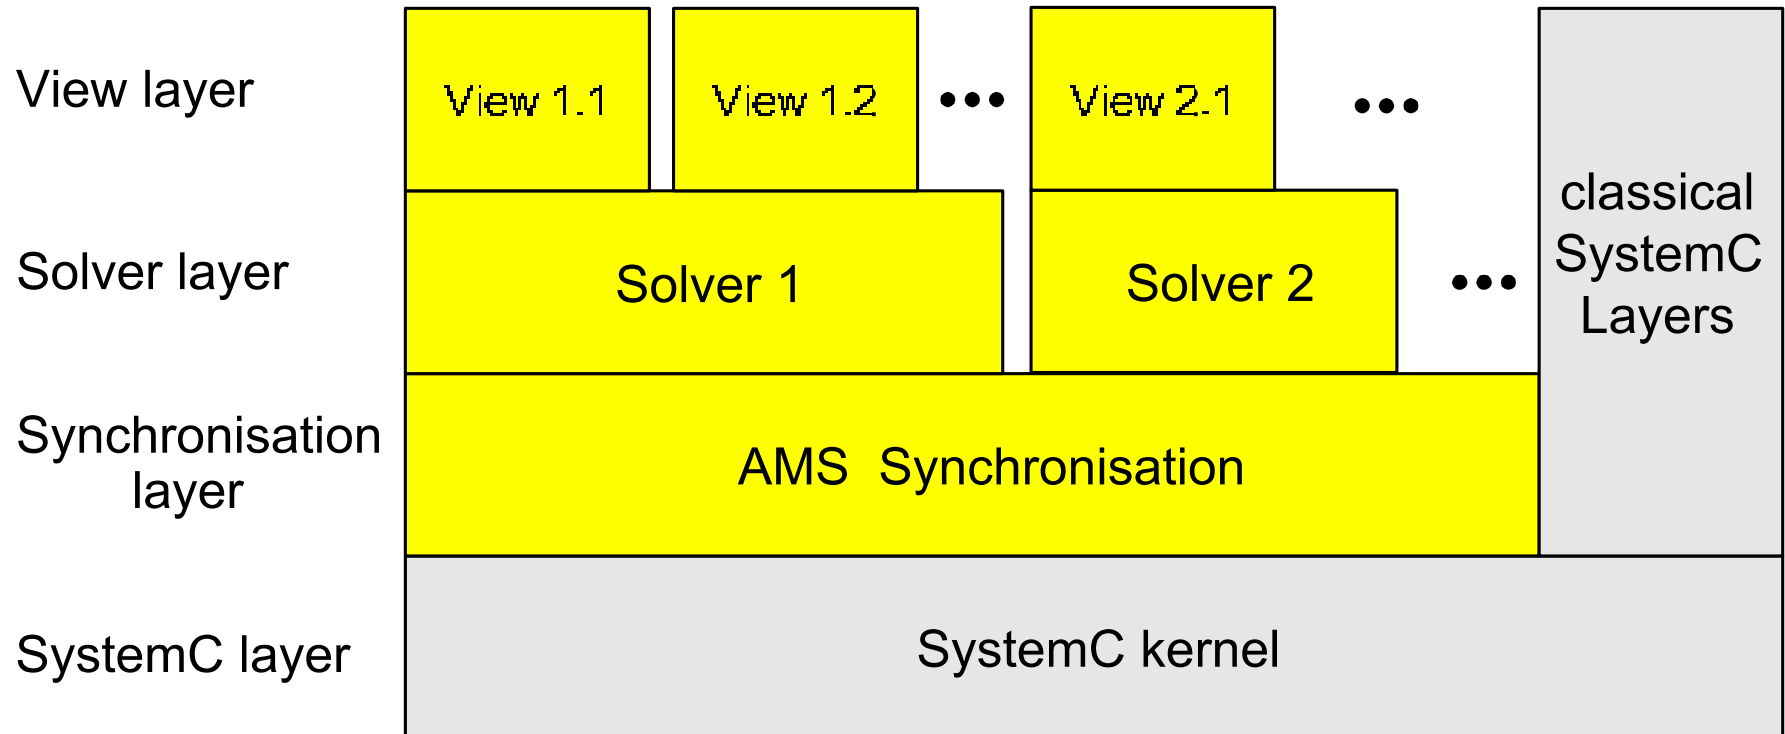 View layer
View 1.1
View 1.2
•••
View 2.1
•••
classical
SystemC
Layers
Solver layer
Solver 1
Solver 2
•••
Synchronisation
layer
AMS Synchronisation
SystemC layer
SystemC kernel